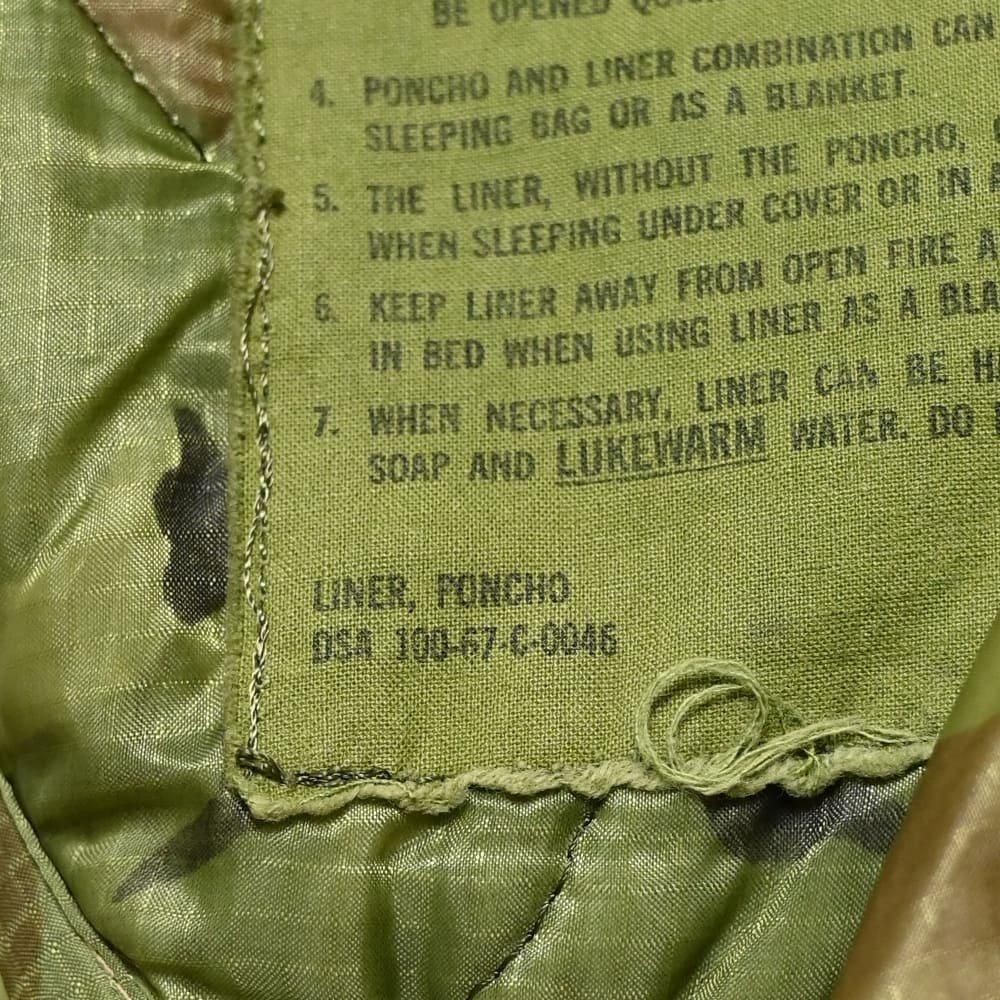 BE OPENED
4. PONCHO AND LINER COMBINATION CAN
SLEEPING BAG OR AS A BLANKET.
5. THE LINER, WITHOUT THE PONCHO,
WHEN SLEEPING UNDER COVER OR IN
6. KEEP LINER AWAY FROM OPEN FIRE
IN BED WHEN USING LINER AS A
7. WHEN NECESSARY, LINER CAN BE
SOAP AND LUKEWARM WATER. DO
LINER, PONCHO
DSA 100-67-C-0046